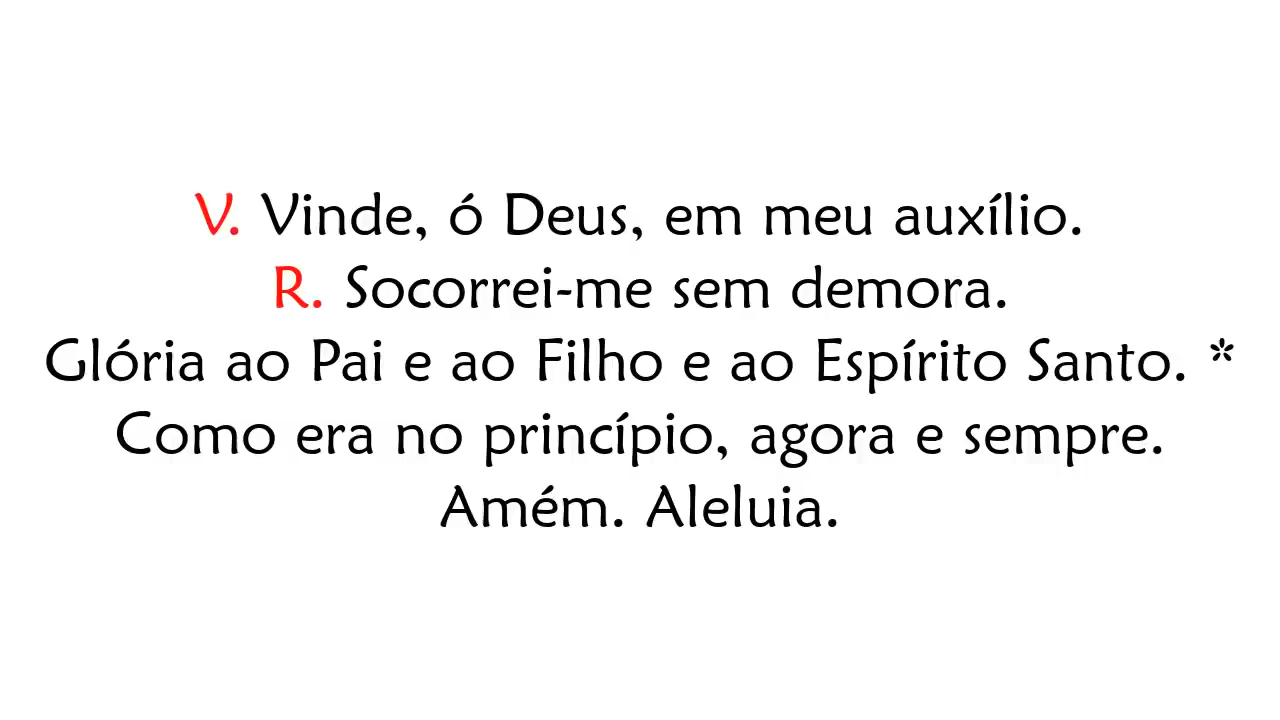 V. Vinde, ó Deus, em meu auxílio.
R. Socorrei-me sem demora.
Glória ao Pai e ao Filho e ao Espírito Santo. *
Como era no princípio, agora e sempre.
Amém. Aleluia.